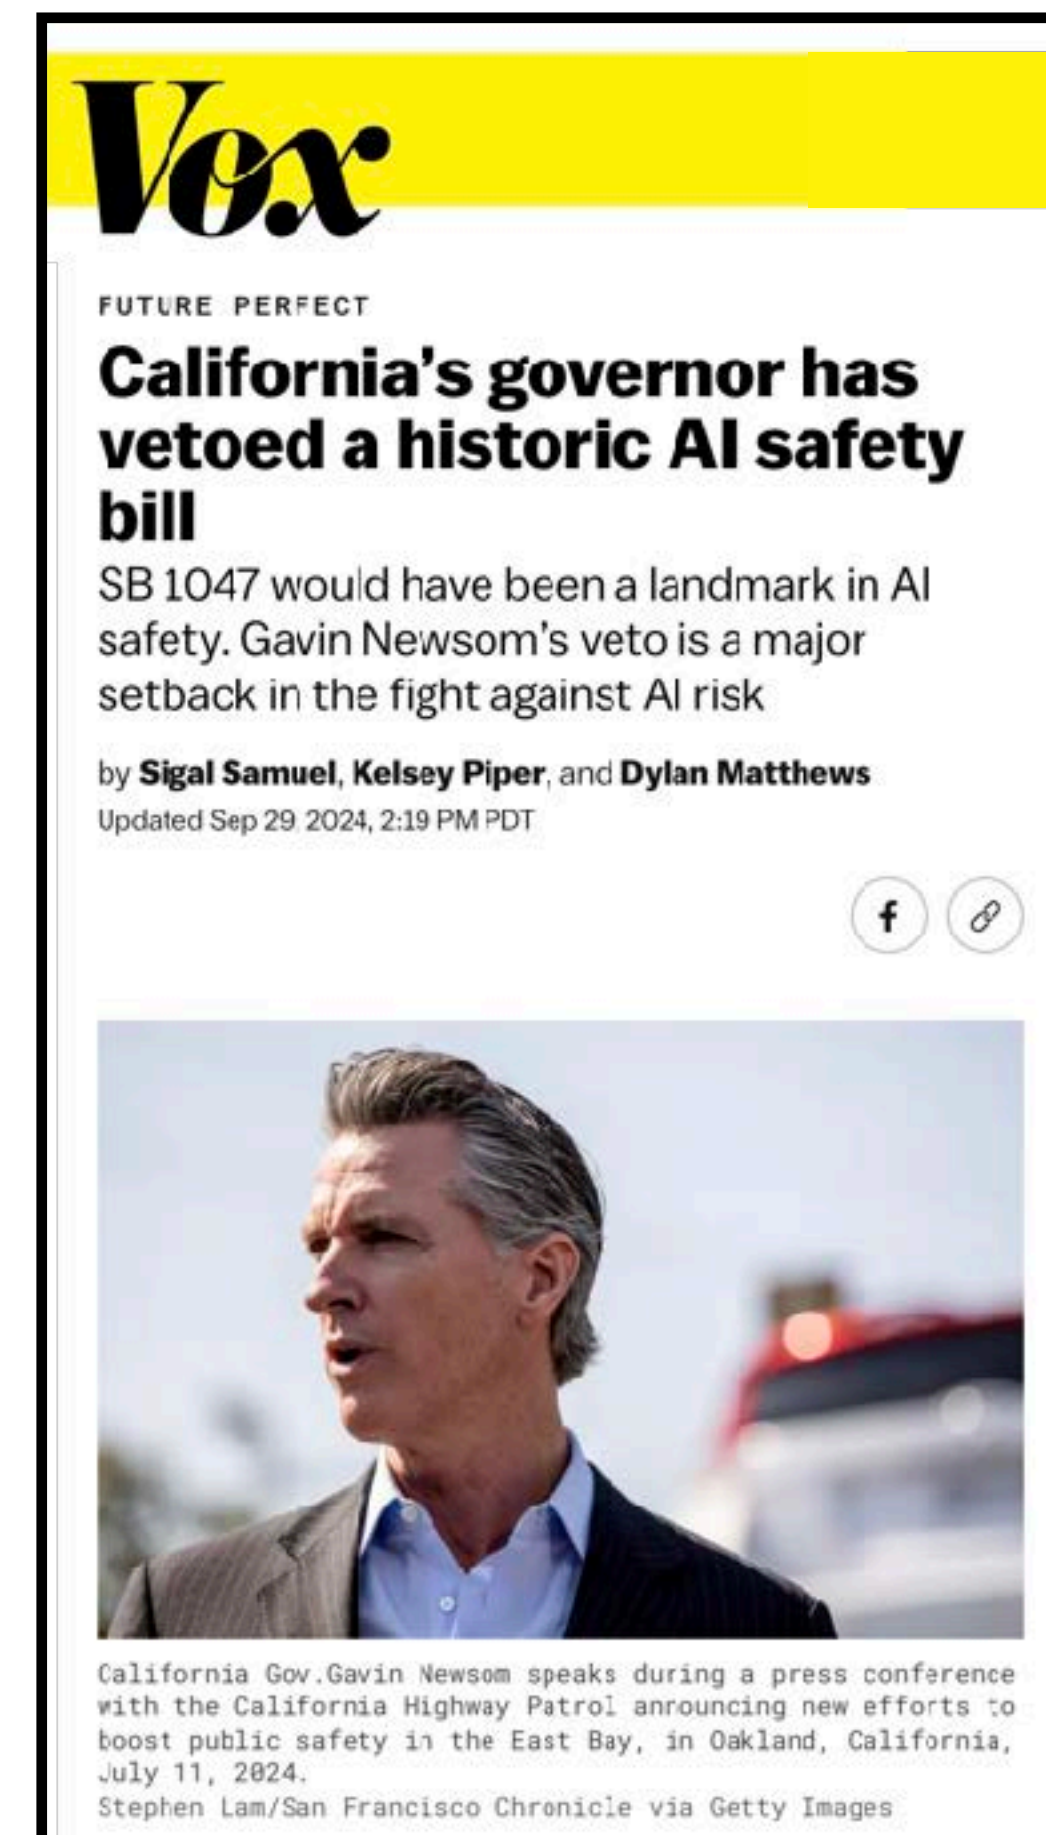 Vox
FUTURE PERFECT
California's governor has
vetoed a historic AI safety
bill
SB 1047 would have been a landmark in AI
safety. Gavin Newsom's veto is a major
setback in the fight against AI risk
by Sigal Samuel, Kelsey Piper, and Dylan Matthews
Updated Sep 29, 2024, 2:19 PM PDT
f
California Gov.Gavin Newsom speaks during a press conference
with the California Highway Patrol announcing new efforts to
boost public safety in the East Bay, in Oakland, California,
July 11, 2024.
Stephen Lam/San Francisco Chronicle via Getty Images